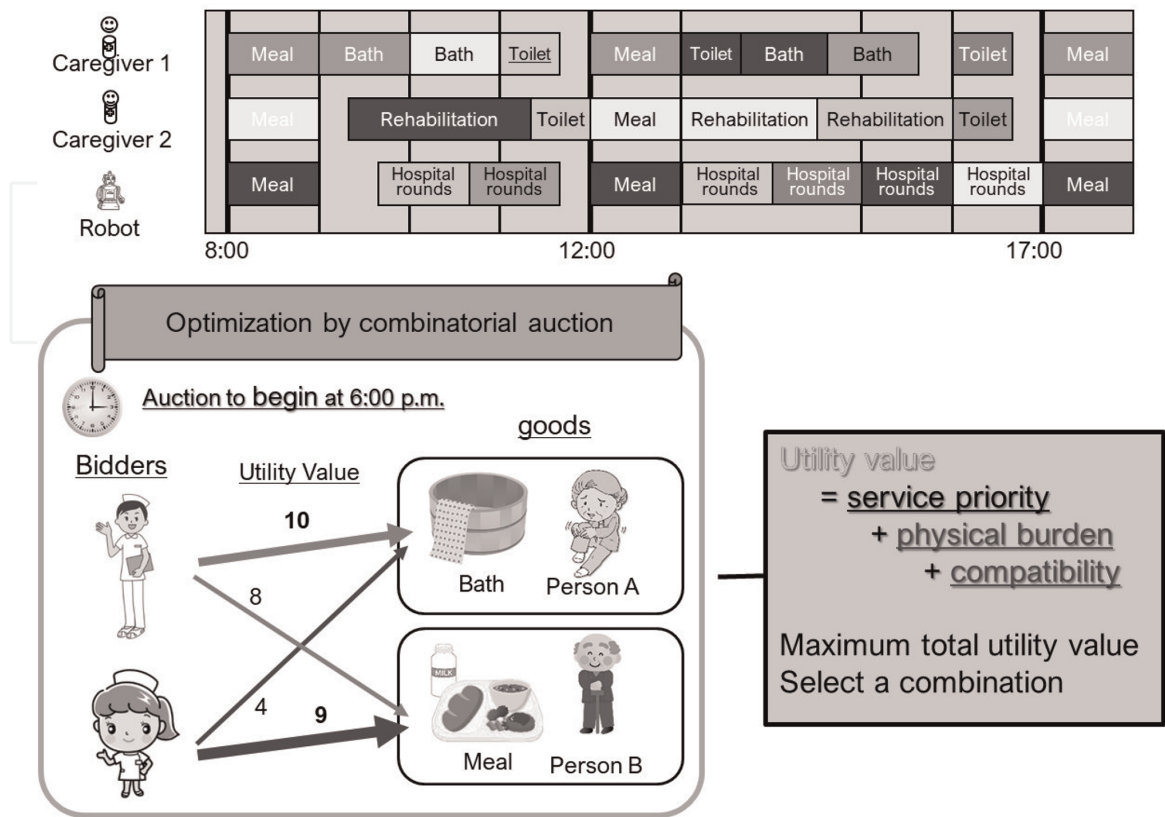 Caregiver 1
Meal
Bath
Bath
Toilet
Meal
Toilet
Bath
Bath
Toilet
Meal
Caregiver 2
Meal
Rehabilitation
Toilet
Meal
Rehabilitation
Rehabilitation
Toilet
Meal
Robot
Meal
Hospital
rounds
Hospital
rounds
Meal
Hospital
rounds
Hospital
rounds
Hospital
rounds
Hospital
rounds
Meal
8:00
12:00
17:00
Optimization by combinatorial auction
Auction to begin at 6:00 p.m.
Bidders
Utility Value
goods
10
8
4
9
Bath
Person A
MILK
Meal
Person B
Utility value
= service priority
+ physical burden
+ compatibility
Maximum total utility value
Select a combination